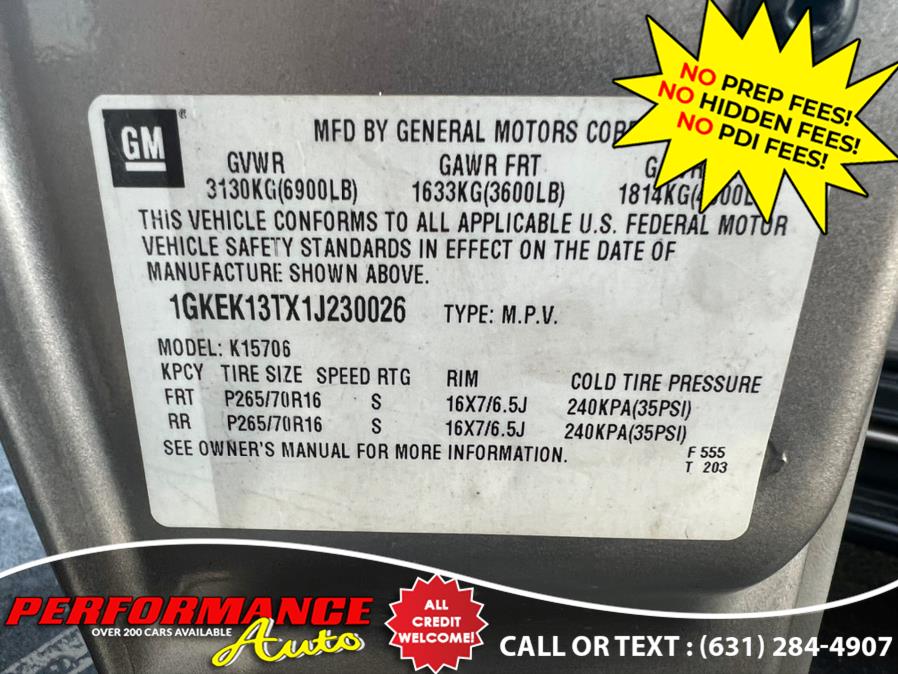 GM
®
MFD BY GENERAL MOTORS
GVWR GAWR FRT
3130KG(6900LB) 1633KG(3600LB)
THIS VEHICLE CONFORMS TO ALL APPLICABLE U.S. FEDERAL MOTOR
VEHICLE SAFETY STANDARDS IN EFFECT ON THE DATE OF
MANUFACTURE SHOWN ABOVE.
1GKEK13TX1J230026 TYPE: M.P.V.
MODEL: K15706
KPCY TIRE SIZE SPEED RTG RIM COLD TIRE PRESSURE
FRT P265/70R16 S 16X7/6.5J 240KPA(35PSI)
RR P265/70R16 S 16X7/6.5J 240KPA(35PSI)
SEE OWNER'S MANUAL FOR MORE INFORMATION.
F 555
T 203
NO PREP FEES!
NO HIDDEN FEES!
NO PDI FEES!
PERFORMANCE
OVER 200 CARS AVAILABLE
Auto
ALL
CREDIT
WELCOME!
CALL OR TEXT : (631) 284-4907